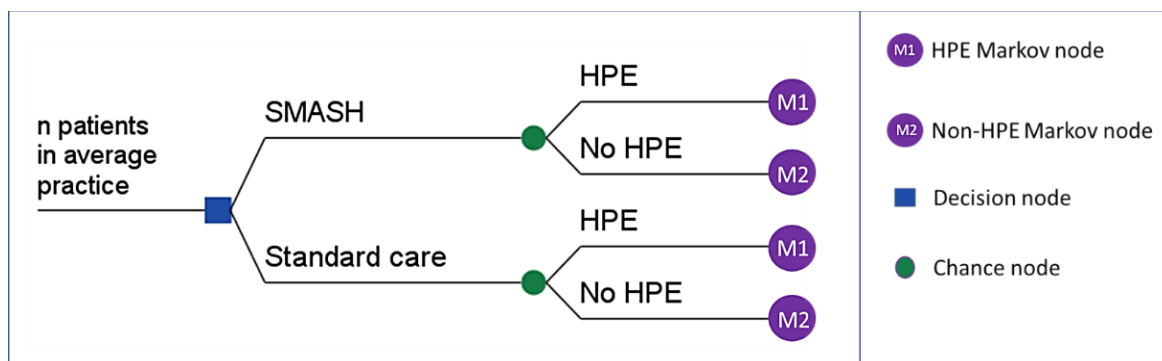 n patients
in average
practice
SMASH
HPE
M1
No HPE
M2
Standard care
HPE
M1
No HPE
M2
M1 HPE Markov node
M2 Non-HPE Markov node
Decision node
Chance node